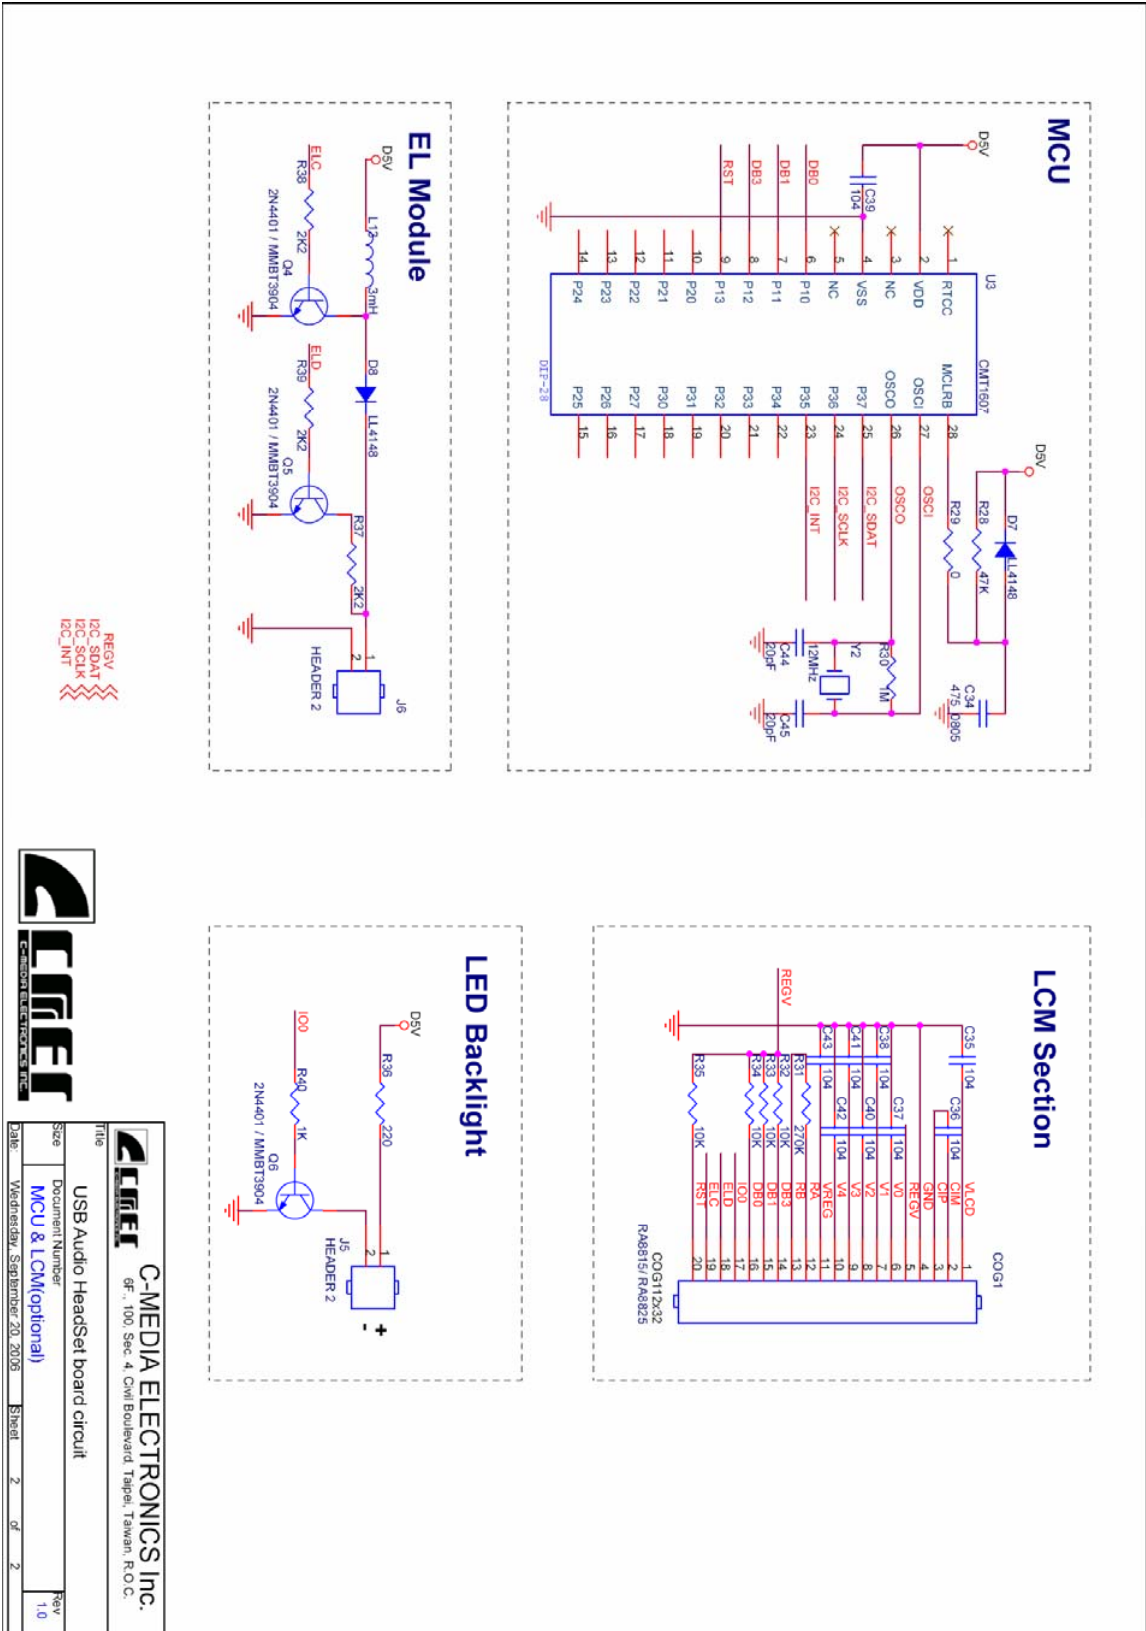 MCU
D5V
C39
104
DB0
DB1
DB3
RST
U3
CMT1607
DIP-28
1 RTCC
2 VDD
3 NC
4 VSS
5 NC
6 P10
7 P11
8 P12
9 P13
10 P20
11 P21
12 P22
13 P23
14 P24
MCLRB 28
OSCI 27
OSCO 26
P37 25
P36 24
P35 23
P34 22
P33 21
P32 20
P31 19
P30 18
P27 17
P26 16
P25 15
OSCI
OSCO
I2C_SDAT
I2C_SCLK
I2C_INT
D5V
D7
LL4148
R28
47K
R29
0
C34
475 0805
R30
1M
Y2
12MHz
C44
20pF
C45
20pF
LCM Section
COG1
C35
104
C36
104
C37
104
C38
104
C40
104
C41
104
C42
104
C43
104
REGV
R31
270K
R32
10K
R33
10K
R34
10K
R35
10K
VLCD 1
CIM 2
CIP 3
GND 4
REGV 5
V0 6
V1 7
V2 8
V3 9
V4 10
VREG 11
RA 12
RB 13
DB3 14
DB1 15
DB0 16
IO0 17
ELD 18
ELC 19
RST 20
COG112x32
RA8815/ RA8825
EL Module
D5V
L13
3mH
ELC
R38
2K2
Q4
2N4401 / MMBT3904
D8
LL4148
ELD
R39
2K2
Q5
2N4401 / MMBT3904
R37
2K2
J6
1
2
HEADER 2
LED Backlight
D5V
R36
220
IO0
R40
1K
Q6
2N4401 / MMBT3904
J5
HEADER 2
1
2
+
-
REGV
I2C_SDAT
I2C_SCLK
I2C_INT
CMEDIA
C-MEDIA ELECTRONICS INC.
C-MEDIA ELECTRONICS Inc.
6F., 100, Sec. 4, Civil Boulevard, Taipei, Taiwan, R.O.C.
Title
USB Audio HeadSet board circuit
Size Document Number Rev
MCU & LCM(optional) 1.0
Date: Wednesday, September 20, 2006 Sheet 2 of 2